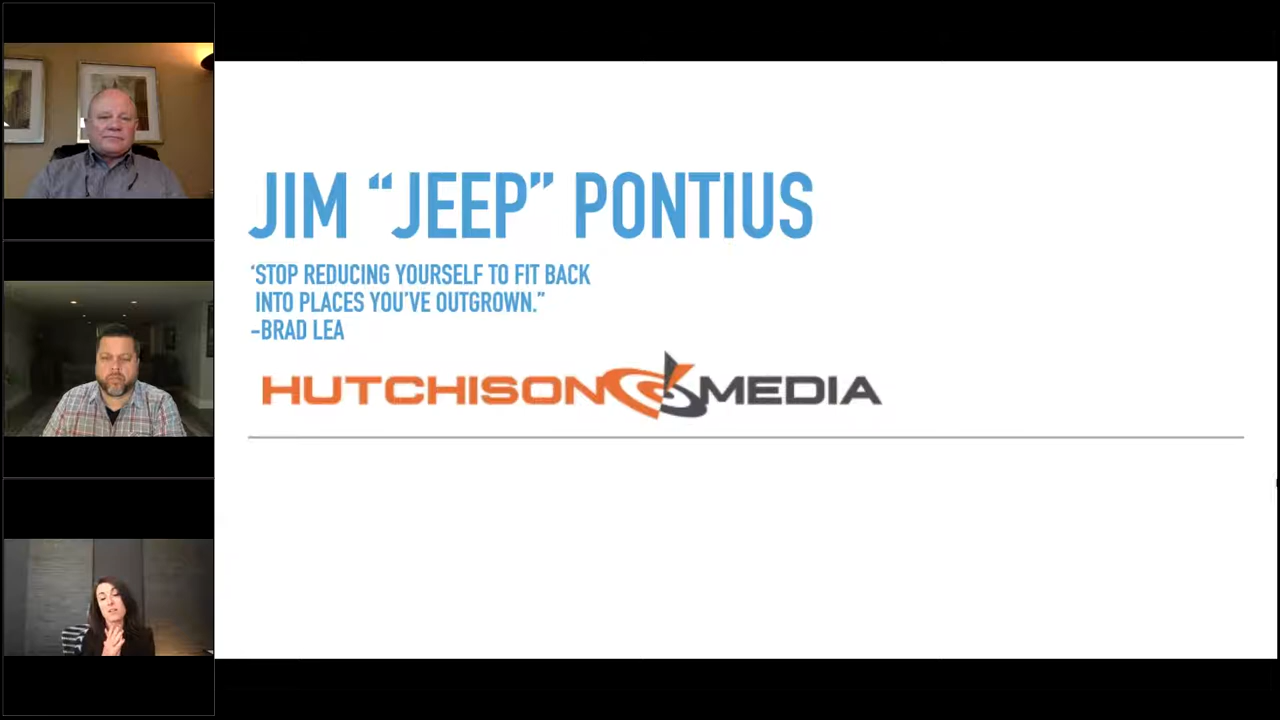 JIM “JEEP” PONTIUS
‘STOP REDUCING YOURSELF TO FIT BACK
INTO PLACES YOU’VE OUTGROWN.”
-BRAD LEA
HUTCHISON MEDIA